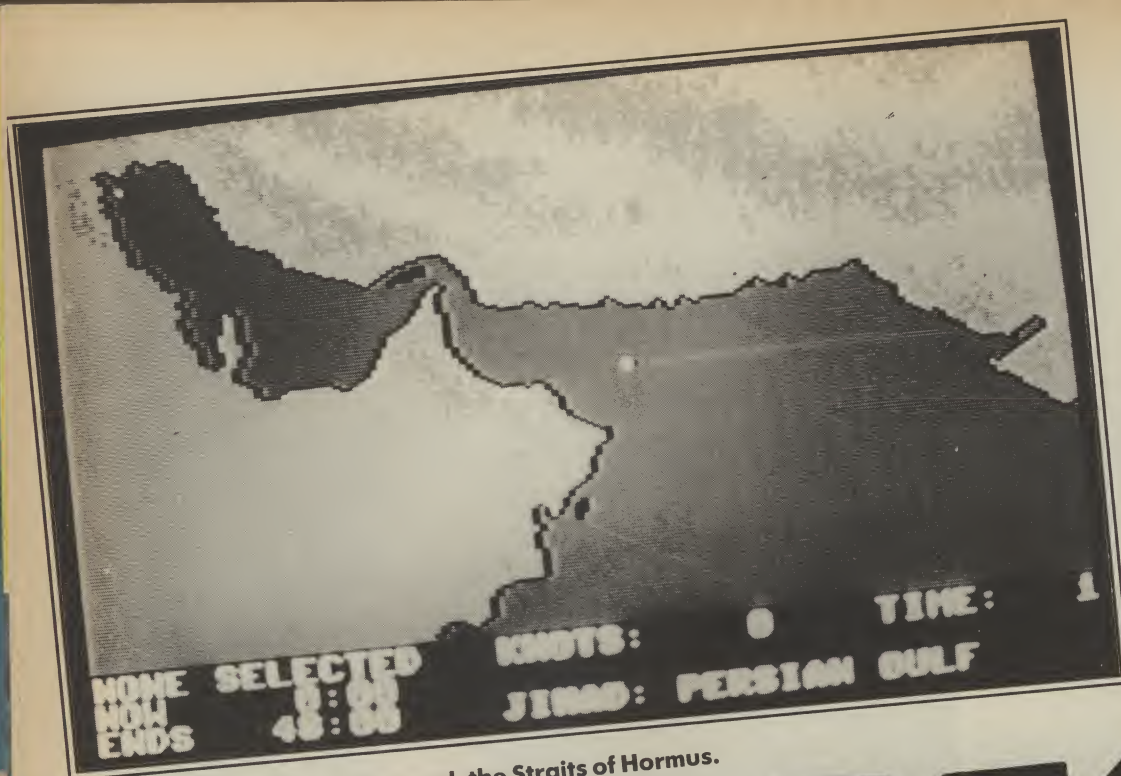 NONE SELECTED KNOTS: 0 TIME: 1
NOW 0:00
ENDS 48:00 JIHAD: PERSIAN GULF
the Straits of Hormus.